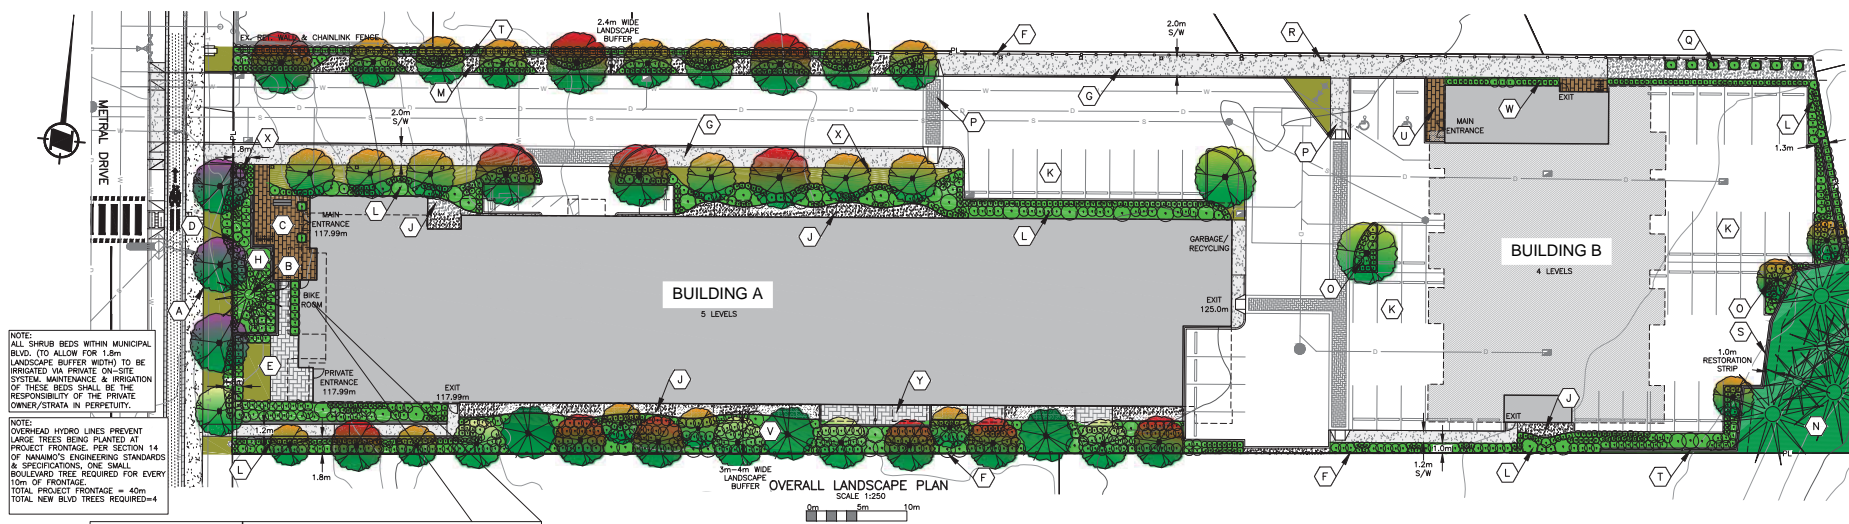 2.4m WIDE
LANDSCAPE
BUFFER
EX. RET. WALL & CHAINLINK FENCE
T
PL
F
2.0m
S/W
R
Q
METRAL DRIVE
M
G
P
W
EXIT
MAIN
ENTRANCE
U
L
1.3m
2.0m
S/W
PL
1.8m
X
G
X
P
K
D
C
MAIN
ENTRANCE
117.99m
L
J
J
L
GARBAGE/
RECYCLING
K
H
B
BIKE
ROOM
BUILDING A
5 LEVELS
EXIT
125.0m
O
K
BUILDING B
4 LEVELS
O
S
1.0m
RESTORATION
STRIP
A
E
PRIVATE
ENTRANCE
117.99m
EXIT
117.99m
J
Y
V
EXIT
J
N
NOTE:
ALL SHRUB BEDS WITHIN MUNICIPAL
BLVD. (TO ALLOW FOR 1.8m
LANDSCAPE BUFFER WIDTH) TO BE
IRRIGATED VIA PRIVATE ON-SITE
SYSTEM. MAINTENANCE & IRRIGATION
OF THESE BEDS SHALL BE THE
RESPONSIBILITY OF THE PRIVATE
OWNER/STRATA IN PERPETUITY.
NOTE:
OVERHEAD HYDRO LINES PREVENT
LARGE TREES BEING PLANTED AT
PROJECT FRONTAGE. PER SECTION 14
OF NANAIMO'S ENGINEERING STANDARDS
& SPECIFICATIONS, ONE SMALL
BOULEVARD TREE REQUIRED FOR EVERY
10m OF FRONTAGE.
TOTAL PROJECT FRONTAGE = 40m
TOTAL NEW BLVD TREES REQUIRED=4
1.2m
L
1.8m
3m-4m WIDE
LANDSCAPE
BUFFER
F
F
1.2m
S/W
1.6m
L
T
PL
OVERALL LANDSCAPE PLAN
SCALE 1:250
0m 5m 10m